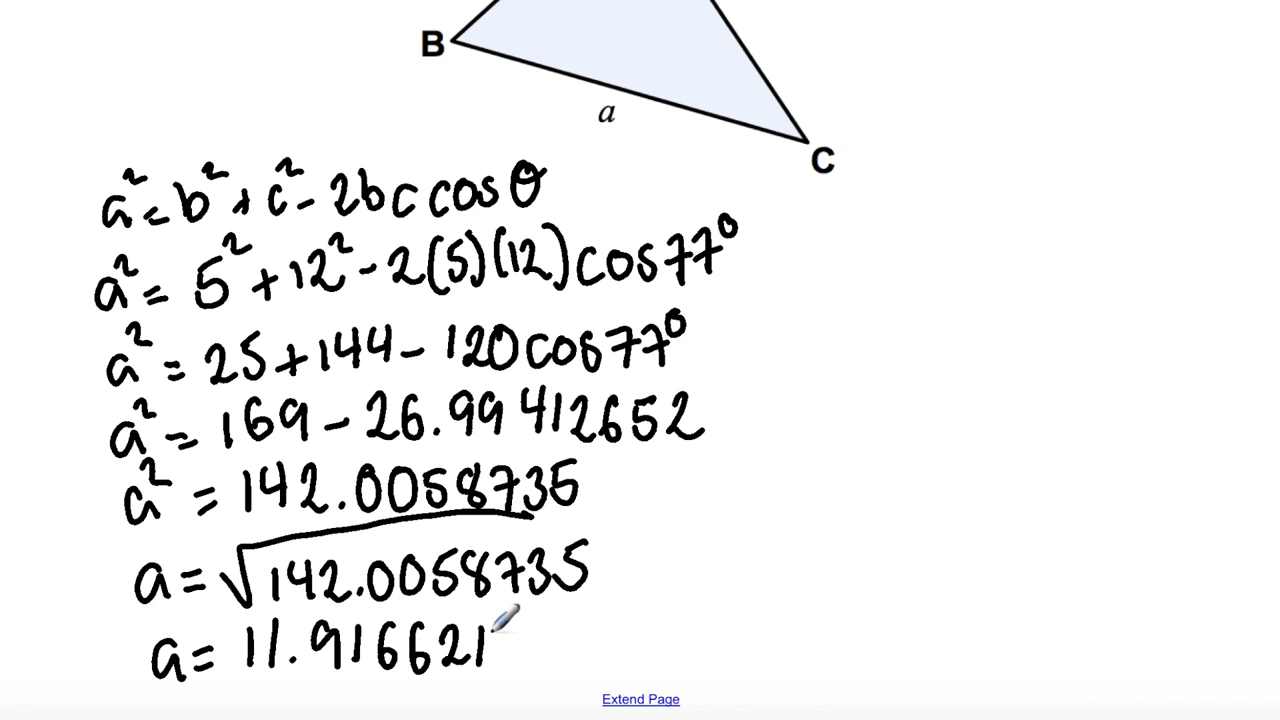 B
a
C
a² = b² + c² - 2bc cos θ
a² = 5² + 12² - 2(5)(12) cos 77°
a² = 25 + 144 - 120 cos 77°
a² = 169 - 26.99412652
a² = 142.0058735
a = √142.0058735
a = 11.916621
Extend Page